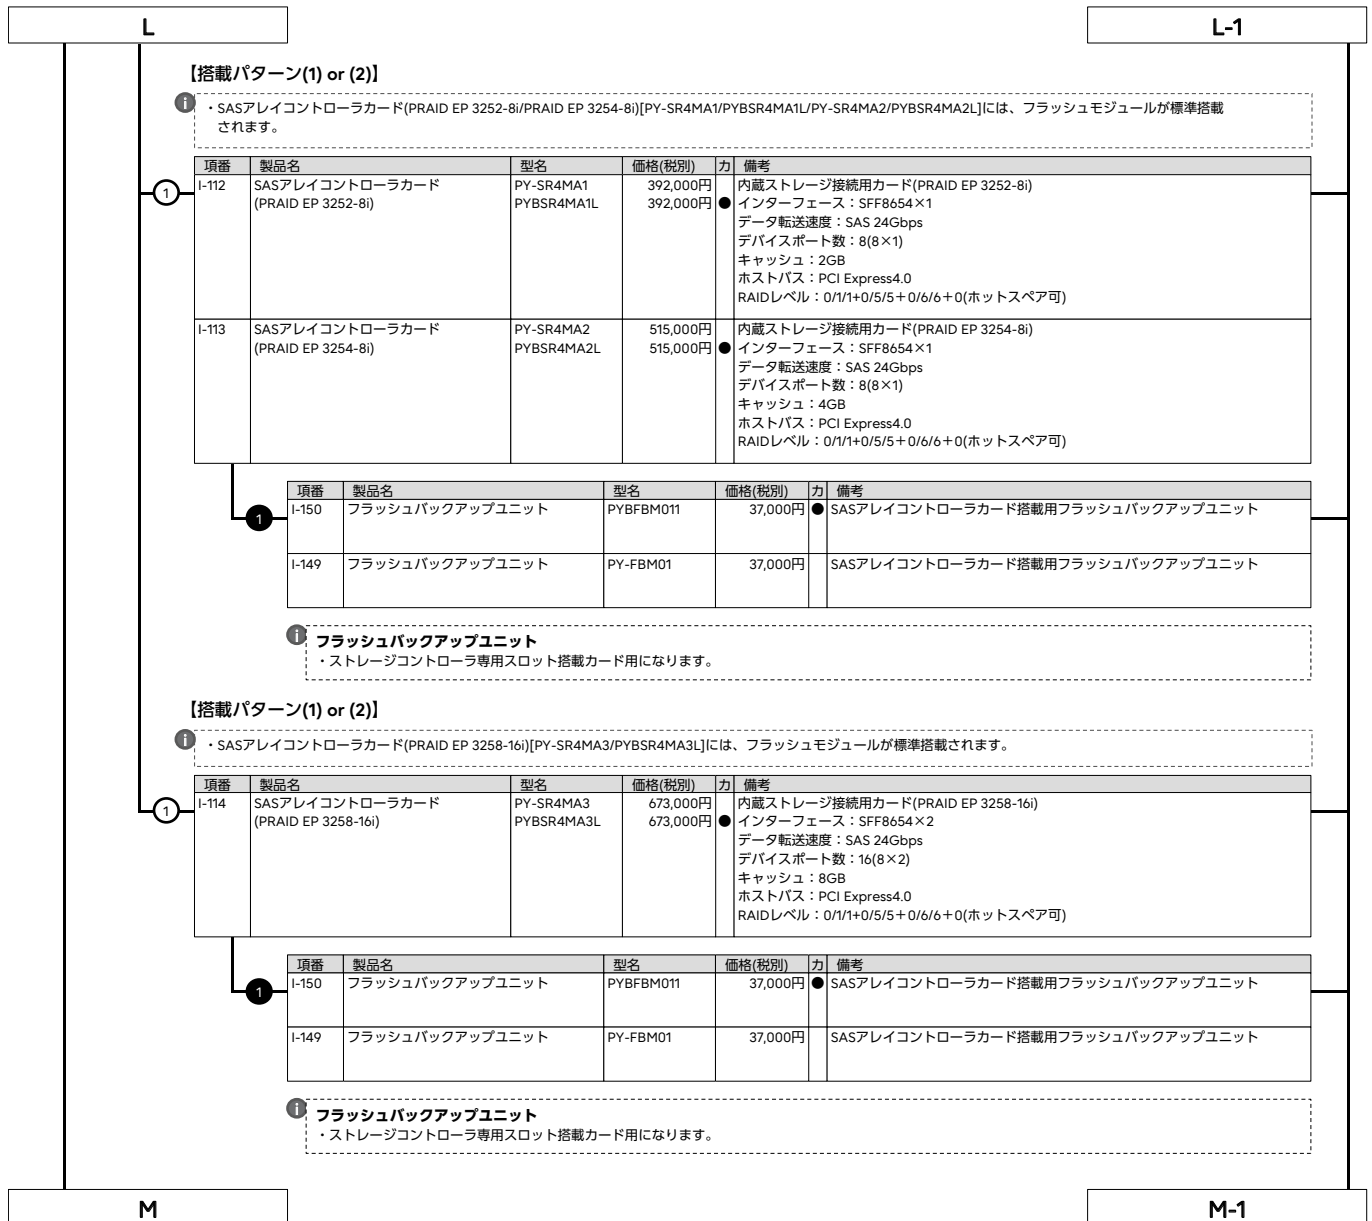 L
L-1
【搭載パターン(1) or (2)】
・SASアレイコントローラカード(PRAID EP 3252-8i/PRAID EP 3254-8i)[PY-SR4MA1/PYBSR4MA1L/PY-SR4MA2/PYBSR4MA2L]には、フラッシュモジュールが標準搭載
されます。
項番 製品名 型名 価格(税別) カ 備考
1 I-112 SASアレイコントローラカード PY-SR4MA1 392,000円 内蔵ストレージ接続用カード(PRAID EP 3252-8i)
(PRAID EP 3252-8i) PYBSR4MA1L 392,000円 ● インターフェース：SFF8654×1
データ転送速度：SAS 24Gbps
デバイスポート数：8(8×1)
キャッシュ：2GB
ホストバス：PCI Express4.0
RAIDレベル：0/1/1+0/5/5＋0/6/6＋0(ホットスペア可)
I-113 SASアレイコントローラカード PY-SR4MA2 515,000円 内蔵ストレージ接続用カード(PRAID EP 3254-8i)
(PRAID EP 3254-8i) PYBSR4MA2L 515,000円 ● インターフェース：SFF8654×1
データ転送速度：SAS 24Gbps
デバイスポート数：8(8×1)
キャッシュ：4GB
ホストバス：PCI Express4.0
RAIDレベル：0/1/1+0/5/5＋0/6/6＋0(ホットスペア可)
項番 製品名 型名 価格(税別) カ 備考
1 I-150 フラッシュバックアップユニット PYBFBM011 37,000円 ● SASアレイコントローラカード搭載用フラッシュバックアップユニット
I-149 フラッシュバックアップユニット PY-FBM01 37,000円 SASアレイコントローラカード搭載用フラッシュバックアップユニット
フラッシュバックアップユニット
・ストレージコントローラ専用スロット搭載カード用になります。
【搭載パターン(1) or (2)】
・SASアレイコントローラカード(PRAID EP 3258-16i)[PY-SR4MA3/PYBSR4MA3L]には、フラッシュモジュールが標準搭載されます。
項番 製品名 型名 価格(税別) カ 備考
1 I-114 SASアレイコントローラカード PY-SR4MA3 673,000円 内蔵ストレージ接続用カード(PRAID EP 3258-16i)
(PRAID EP 3258-16i) PYBSR4MA3L 673,000円 ● インターフェース：SFF8654×2
データ転送速度：SAS 24Gbps
デバイスポート数：16(8×2)
キャッシュ：8GB
ホストバス：PCI Express4.0
RAIDレベル：0/1/1+0/5/5＋0/6/6＋0(ホットスペア可)
項番 製品名 型名 価格(税別) カ 備考
1 I-150 フラッシュバックアップユニット PYBFBM011 37,000円 ● SASアレイコントローラカード搭載用フラッシュバックアップユニット
I-149 フラッシュバックアップユニット PY-FBM01 37,000円 SASアレイコントローラカード搭載用フラッシュバックアップユニット
フラッシュバックアップユニット
・ストレージコントローラ専用スロット搭載カード用になります。
M
M-1